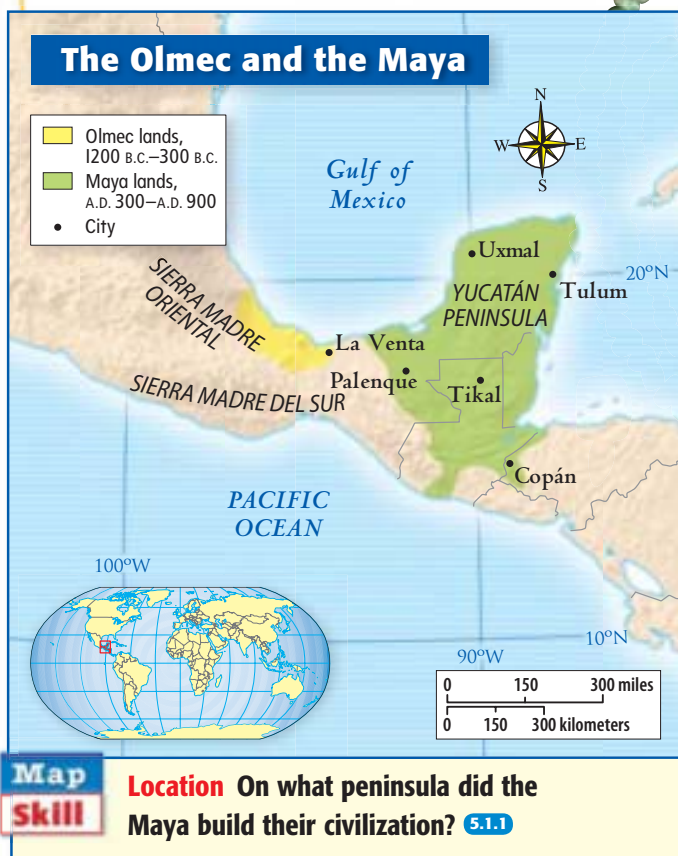 The Olmec and the Maya
Olmec lands,
1200 B.C.–300 B.C.
Maya lands,
A.D. 300–A.D. 900
City
N
W
E
S
Gulf of
Mexico
Uxmal
20°N
YUCATÁN
PENINSULA
Tulum
SIERRA MADRE
ORIENTAL
La Venta
Palenque
Tikal
SIERRA MADRE DEL SUR
Copán
PACIFIC
OCEAN
100°W
10°N
90°W
0 150 300 miles
0 150 300 kilometers
Map
Skill
Location On what peninsula did the
Maya build their civilization? 5.1.1